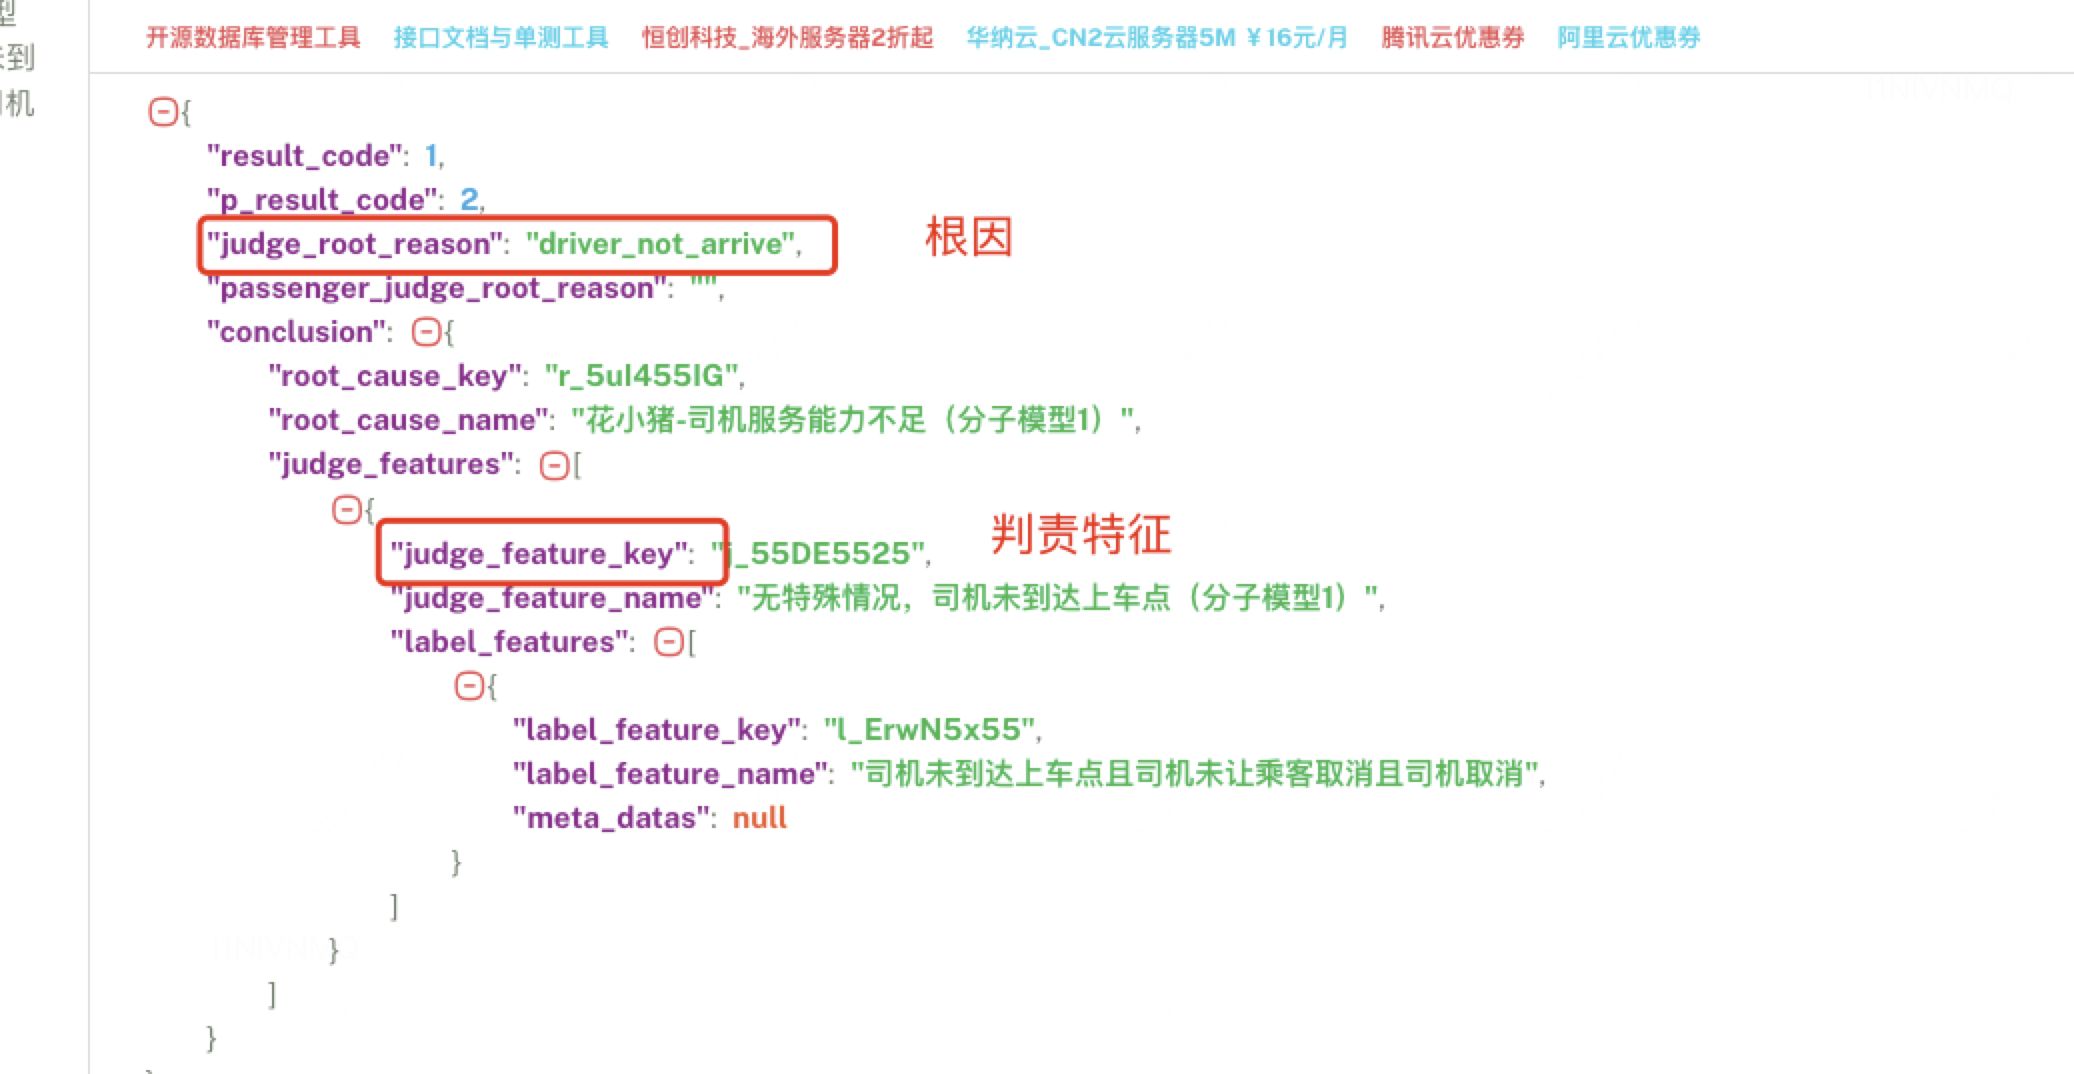 到
司机
开源数据库管理工具 接口文档与单测工具 恒创科技_海外服务器2折起 华纳云_CN2云服务器5M ￥16元/月 腾讯云优惠券 阿里云优惠券
{
"result_code": 1,
"p_result_code": 2,
"judge_root_reason": "driver_not_arrive", 根因
"passenger_judge_root_reason": "",
"conclusion": {
"root_cause_key": "r_5uI455IG",
"root_cause_name": "花小猪-司机服务能力不足（分子模型1）",
"judge_features": [
{
"judge_feature_key": "j_55DE5525", 判责特征
"judge_feature_name": "无特殊情况，司机未到达上车点（分子模型1）",
"label_features": [
{
"label_feature_key": "l_ErwN5x55",
"label_feature_name": "司机未到达上车点且司机未让乘客取消且司机取消",
"meta_datas": null
}
]
}
]
}